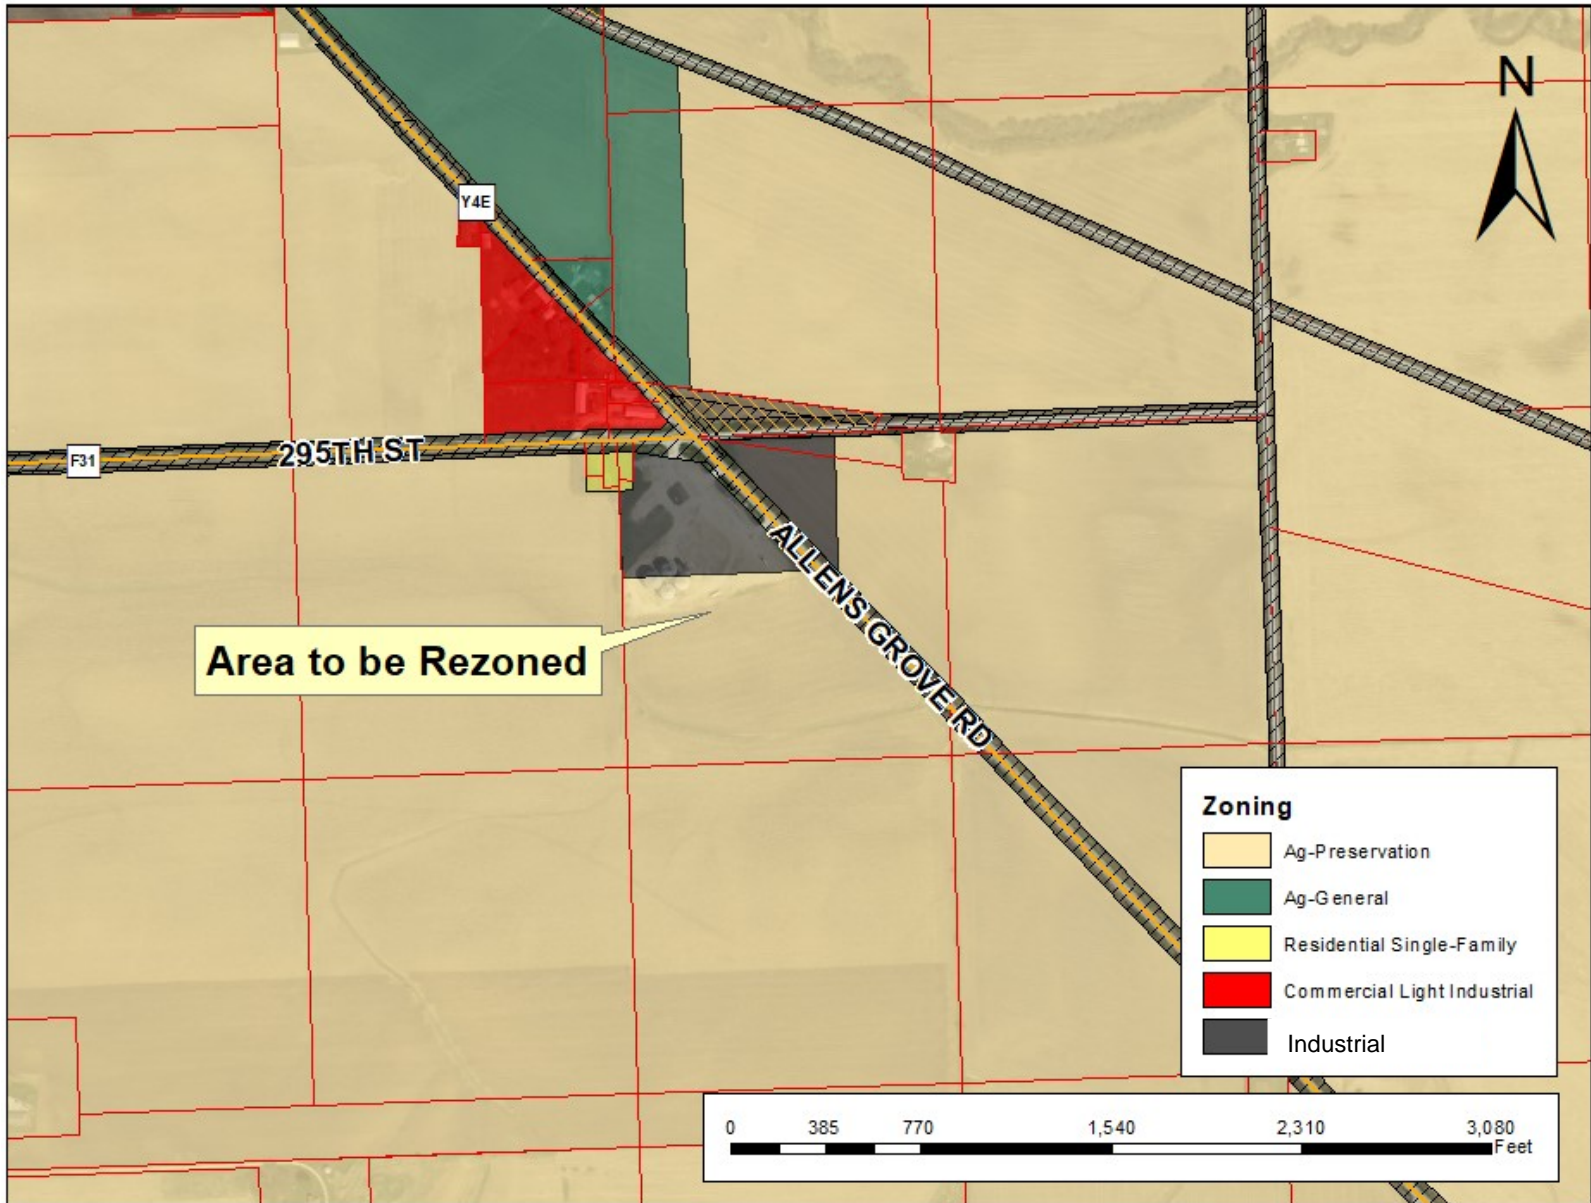 N
Y4E
F31
295TH ST
ALLENS GROVE RD
Area to be Rezoned
Zoning
Ag-Preservation
Ag-General
Residential Single-Family
Commercial Light Industrial
Industrial
0 385 770 1,540 2,310 3,080
Feet